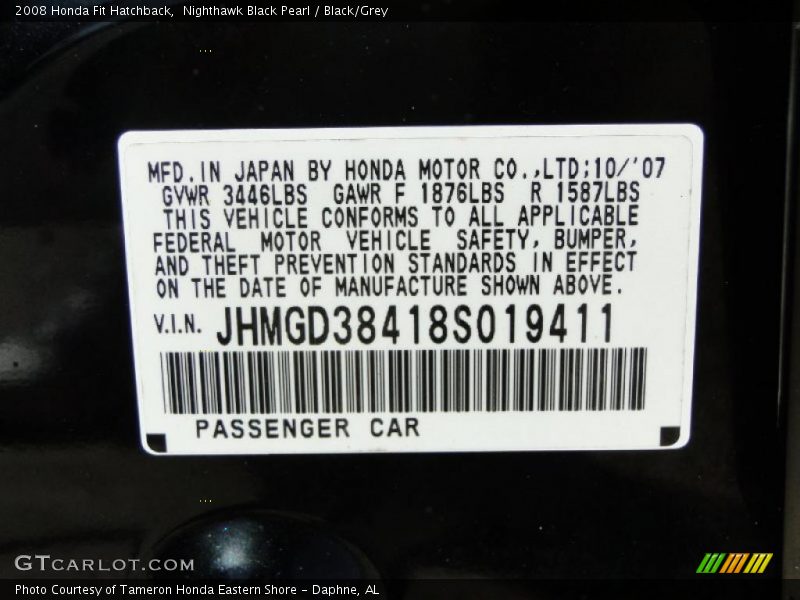 2008 Honda Fit Hatchback,  Nighthawk Black Pearl / Black/Grey
MFD.IN JAPAN BY HONDA MOTOR CO.,LTD;10/'07
GVWR 3446LBS GAWR F 1876LBS R 1587LBS
THIS VEHICLE CONFORMS TO ALL APPLICABLE
FEDERAL MOTOR VEHICLE SAFETY, BUMPER,
AND THEFT PREVENTION STANDARDS IN EFFECT
ON THE DATE OF MANUFACTURE SHOWN ABOVE.
V.I.N. JHMGD38418S019411
PASSENGER CAR
GTCARLOT.COM
Photo Courtesy of Tameron Honda Eastern Shore - Daphne, AL